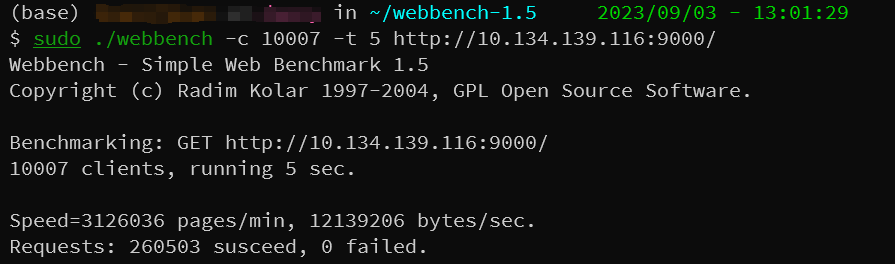 (base) in ~/webbench-1.5 2023/09/03 - 13:01:29
$ sudo ./webbench -c 10007 -t 5 http://10.134.139.116:9000/
Webbench - Simple Web Benchmark 1.5
Copyright (c) Radim Kolar 1997-2004, GPL Open Source Software.
Benchmarking: GET http://10.134.139.116:9000/
10007 clients, running 5 sec.
Speed=3126036 pages/min, 12139206 bytes/sec.
Requests: 260503 susceed, 0 failed.